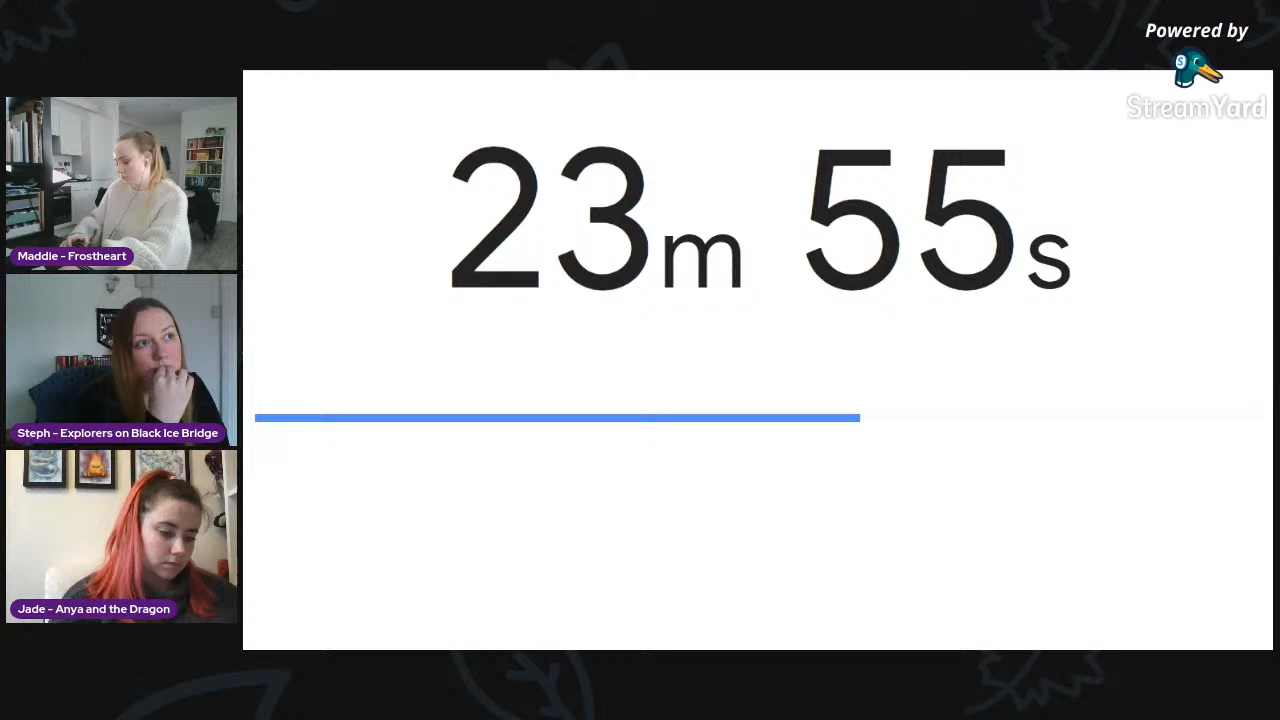 Powered by
StreamYard
23m 55s
Maddie - Frostheart
Steph - Explorers on Black Ice Bridge
Jade - Anya and the Dragon